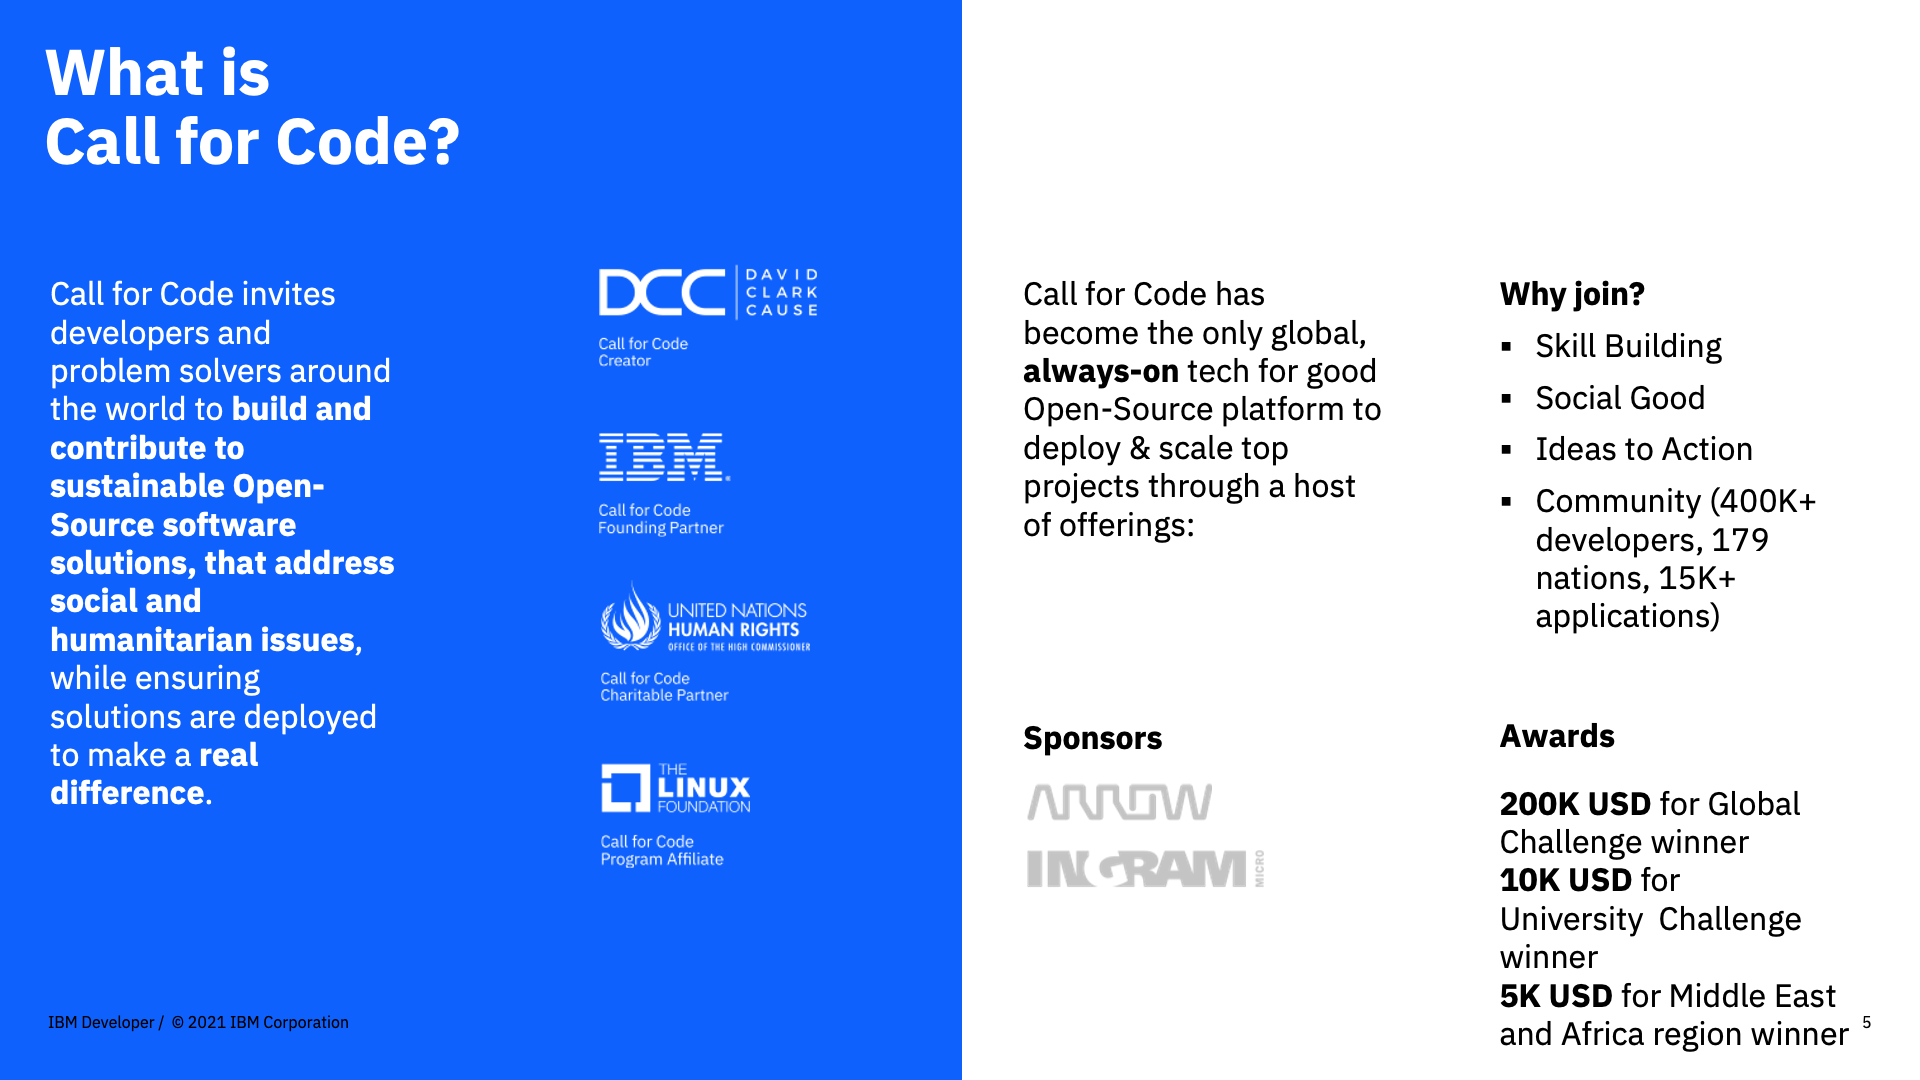 What is
Call for Code?
Call for Code invites
developers and
problem solvers around
the world to build and
contribute to
sustainable Open-
Source software
solutions, that address
social and
humanitarian issues,
while ensuring
solutions are deployed
to make a real
difference.
DCC DAVID
CLARK
CAUSE
Call for Code
Creator
IBM®
Call for Code
Founding Partner
UNITED NATIONS
HUMAN RIGHTS
OFFICE OF THE HIGH COMMISSIONER
Call for Code
Charitable Partner
THE
LINUX
FOUNDATION
Call for Code
Program Affiliate
Call for Code has
become the only global,
always-on tech for good
Open-Source platform to
deploy & scale top
projects through a host
of offerings:
Sponsors
ARROW
INGRAM MICRO
Why join?
▪ Skill Building
▪ Social Good
▪ Ideas to Action
▪ Community (400K+
developers, 179
nations, 15K+
applications)
Awards
200K USD for Global
Challenge winner
10K USD for
University  Challenge
winner
5K USD for Middle East
and Africa region winner
IBM Developer /  © 2021 IBM Corporation
5